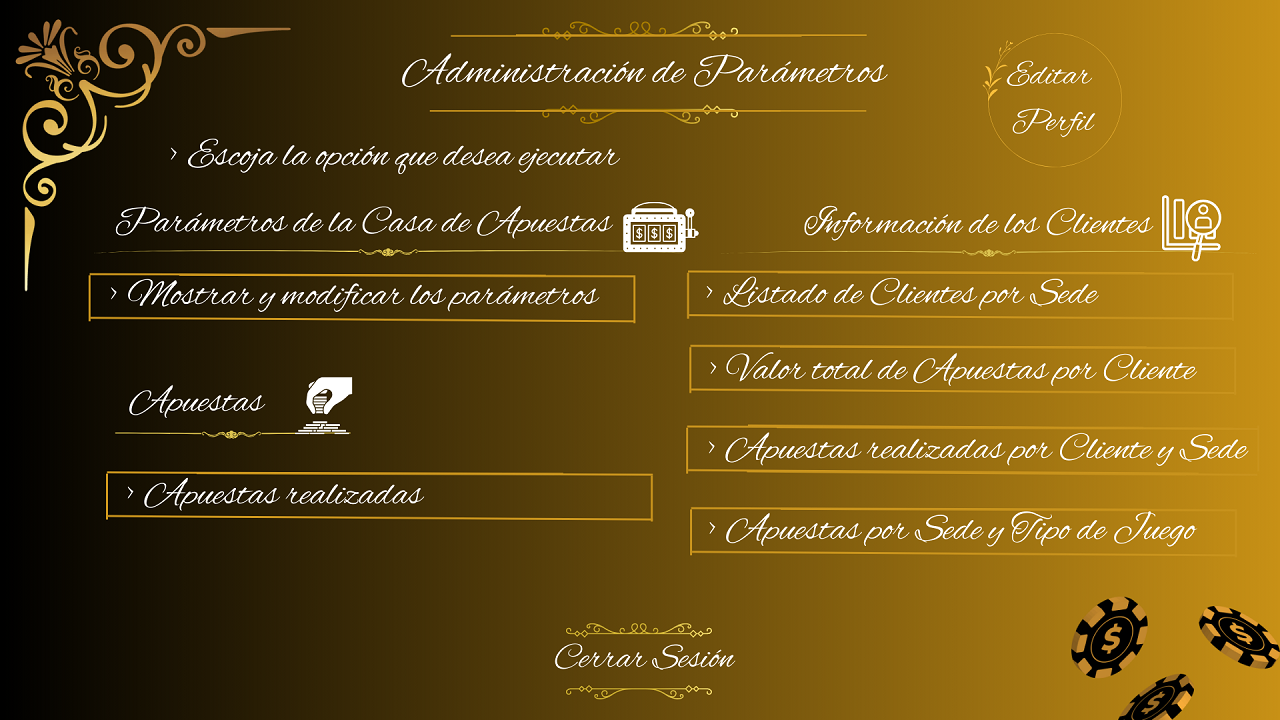 Administración de Parámetros
Editar
Perfil
› Escoja la opción que desea ejecutar
Parámetros de la Casa de Apuestas
$ $ $
› Mostrar y modificar los parámetros
Apuestas
› Apuestas realizadas
Información de los Clientes
› Listado de Clientes por Sede
› Valor total de Apuestas por Cliente
› Apuestas realizadas por Cliente y Sede
› Apuestas por Sede y Tipo de Juego
Cerrar Sesión
$
$
$